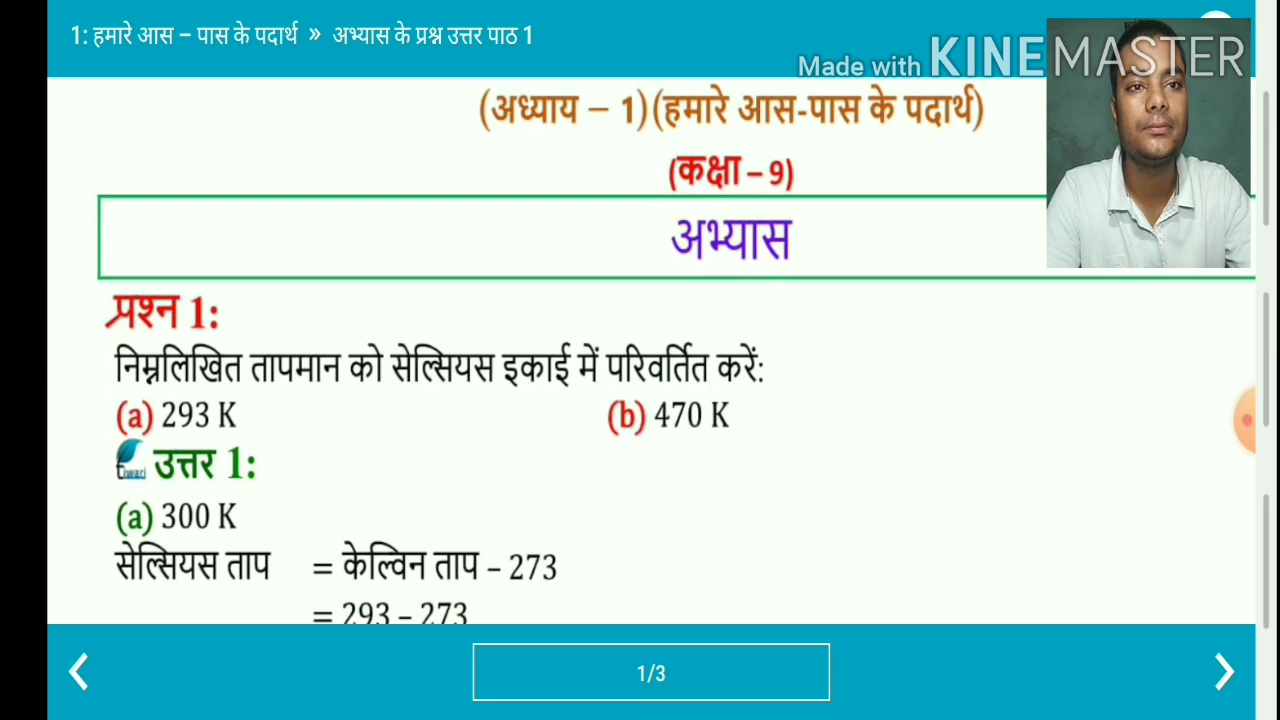 1: हमारे आस – पास के पदार्थ » अभ्यास के प्रश्न उत्तर पाठ 1
Made with KINEMASTER
(अध्याय – 1)(हमारे आस-पास के पदार्थ)
(कक्षा – 9)
अभ्यास
प्रश्न 1:
निम्नलिखित तापमान को सेल्सियस इकाई में परिवर्तित करें:
(a) 293 K (b) 470 K
tiwari उत्तर 1:
(a) 300 K
सेल्सियस ताप = केल्विन ताप – 273
= 293 – 273
1/3